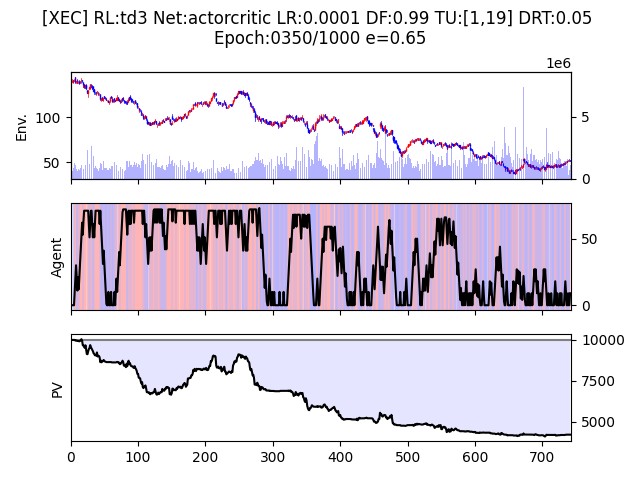 [XEC] RL:td3 Net:actorcritic LR:0.0001 DF:0.99 TU:[1,19] DRT:0.05
Epoch:0350/1000 e=0.65
1e6
Env.
100
50
5
0
Agent
50
0
PV
10000
7500
5000
0 100 200 300 400 500 600 700